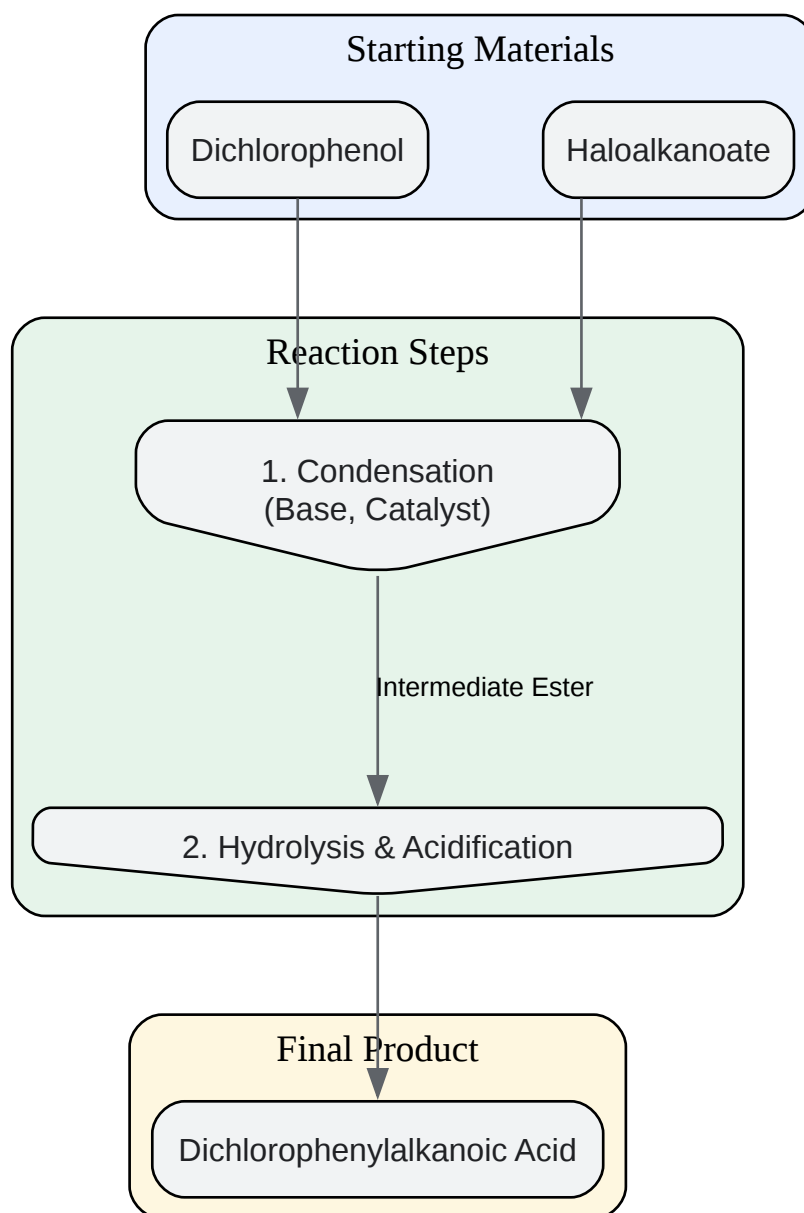 Starting Materials
Dichlorophenol
Haloalkanoate
Reaction Steps
1. Condensation
(Base, Catalyst)
Intermediate Ester
2. Hydrolysis & Acidification
Final Product
Dichlorophenylalkanoic Acid